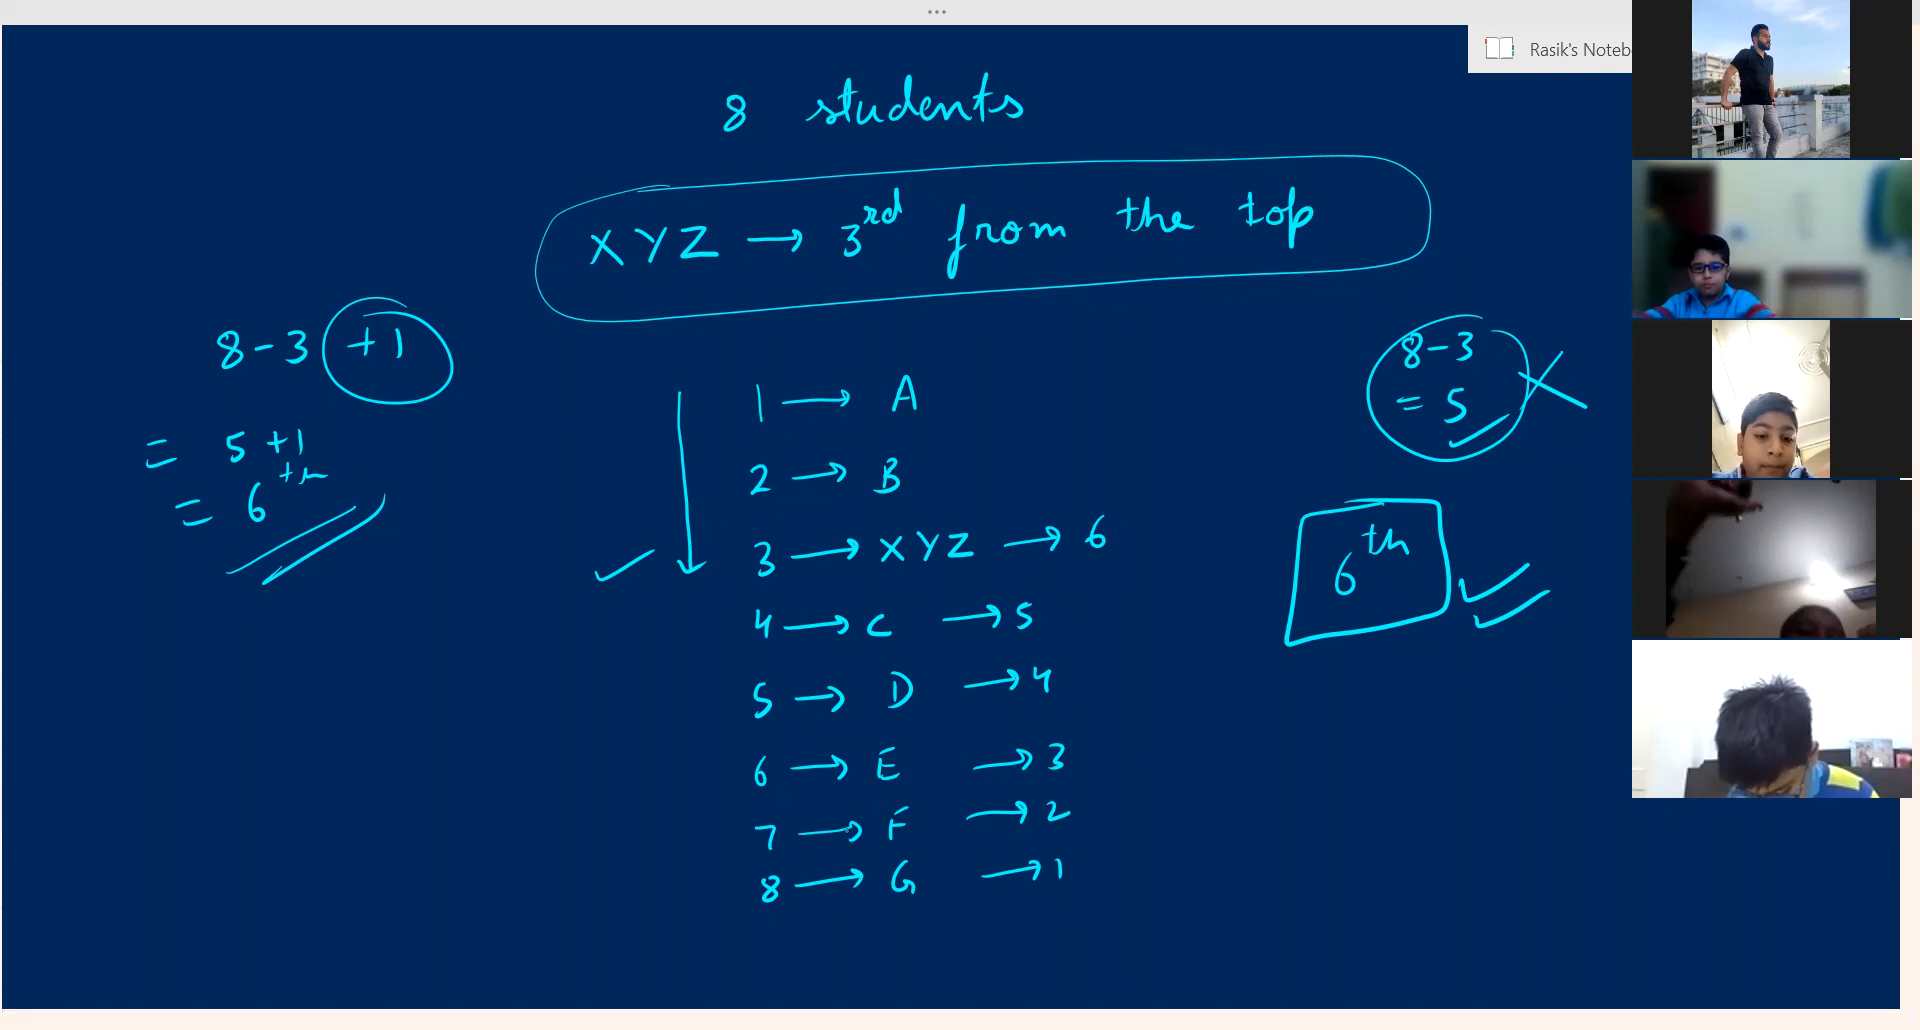 Rasik's Noteb
8 students
XYZ → 3rd from the top
8-3 +1
= 5 +1
= 6th
8-3
= 5
6th
1 → A
2 → B
3 → XYZ → 6
4 → C → 5
5 → D → 4
6 → E → 3
7 → F → 2
8 → G → 1